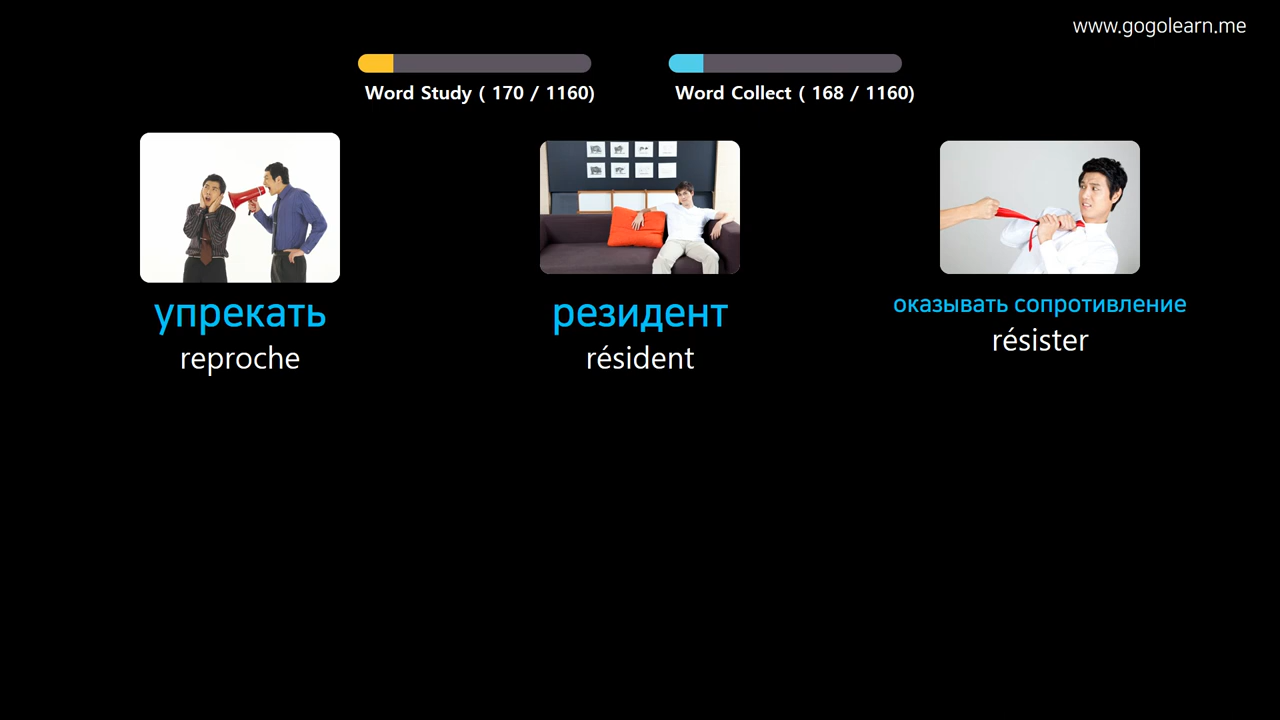 www.gogolearn.me
Word Study ( 170 / 1160)
Word Collect ( 168 / 1160)
упрекать
reproche
резидент
résident
оказывать сопротивление
résister